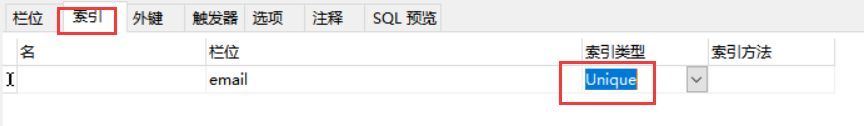 栏位 索引 外键 触发器 选项 注释 SQL 预览
名 栏位 索引类型 索引方法
email Unique